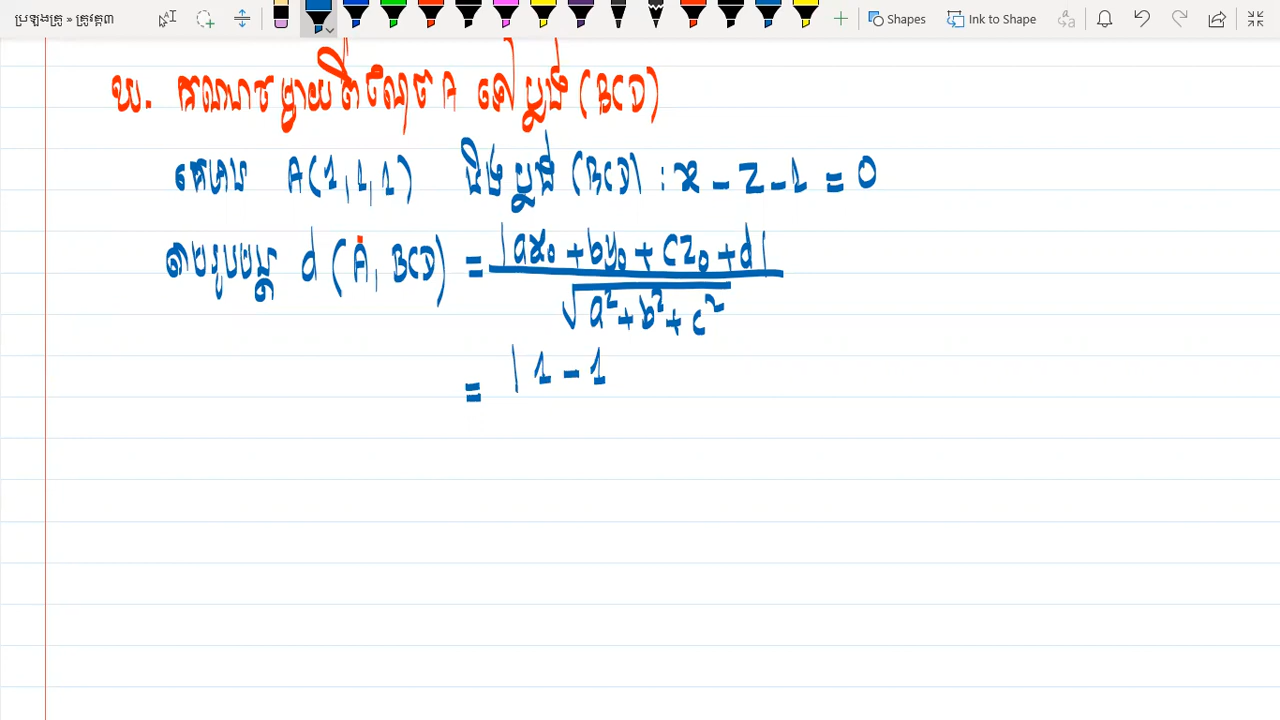 ប្រឡងគ្រូ » គ្រូវគ្គ៣
Shapes
Ink to Shape
ឃ. គណនាចម្ងាយពីចំណុច A ទៅប្លង់ (BCD)
គេមាន A(1,1,1) និងប្លង់ (BCD) : x - z - 1 = 0
តាមរូបមន្ត d(A, BCD) = |ax₀ + by₀ + cz₀ + d| / √(a² + b² + c²)
= |1 - 1